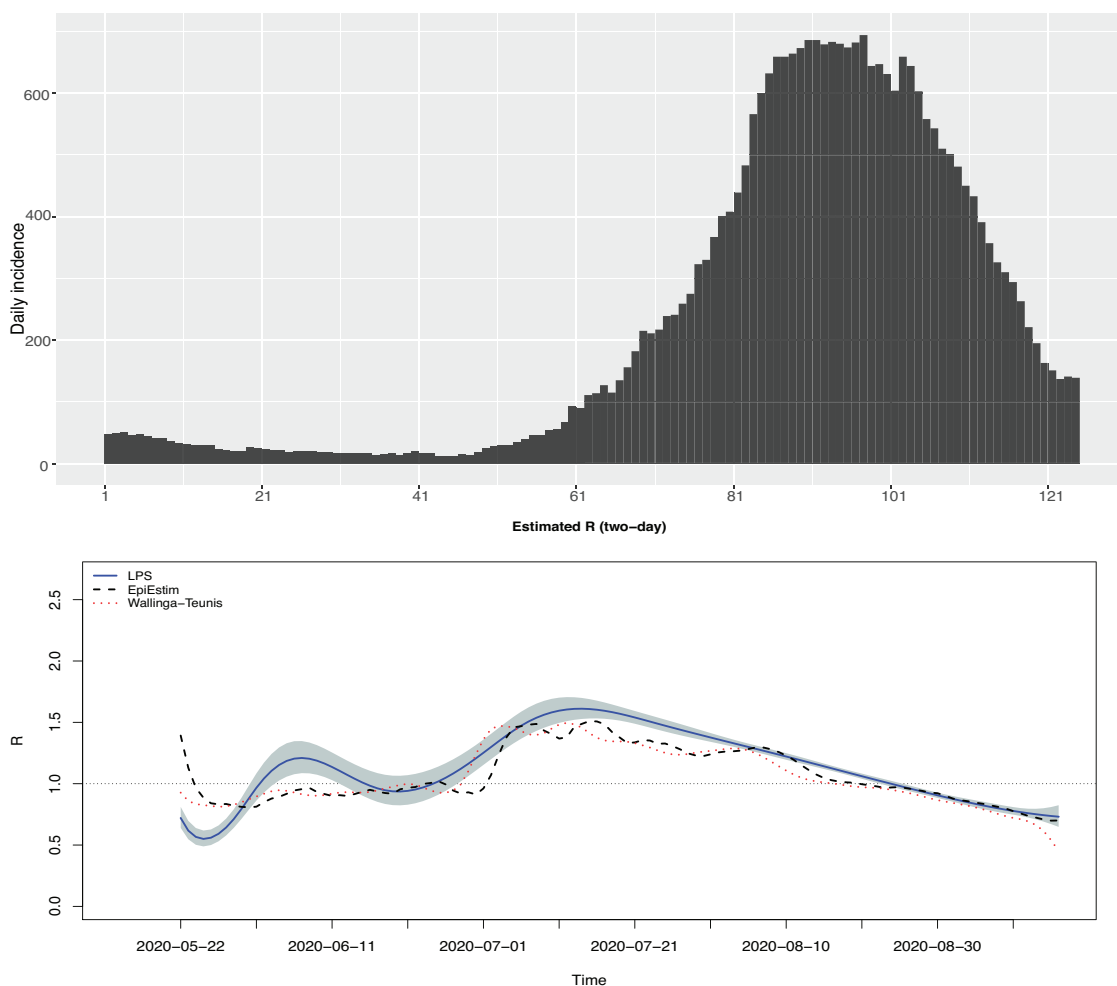 600
400
200
0
Daily incidence
1 21 41 61 81 101 121
Estimated R (two−day)
LPS
EpiEstim
Wallinga−Teunis
2.5
2.0
1.5
1.0
0.5
0.0
R
2020−05−22 2020−06−11 2020−07−01 2020−07−21 2020−08−10 2020−08−30
Time